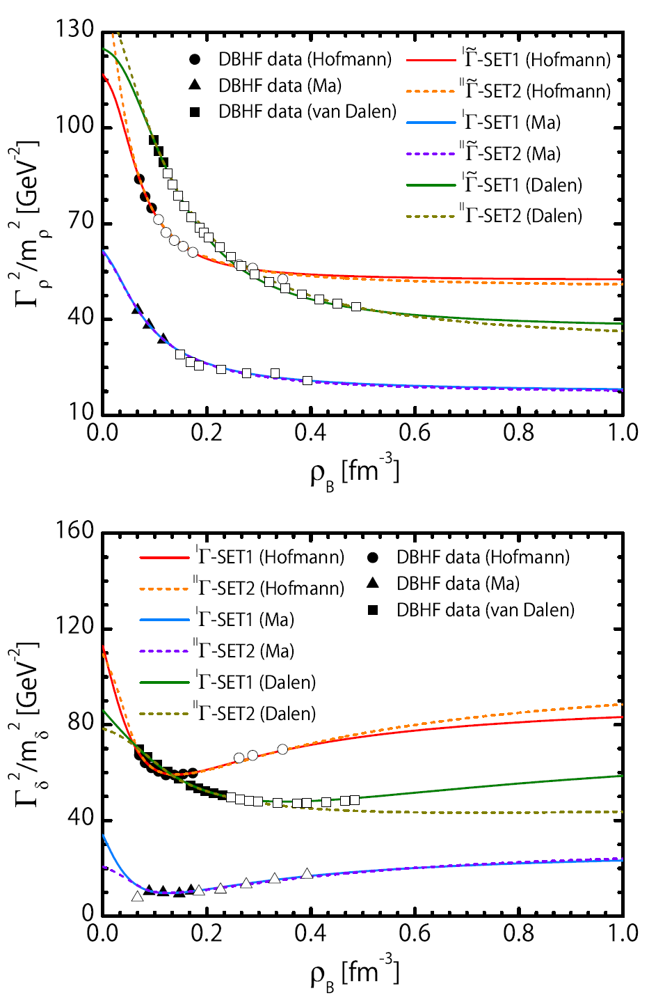 130
100
70
40
10
Γρ²/mρ² [GeV⁻²]
DBHF data (Hofmann)
DBHF data (Ma)
DBHF data (van Dalen)
ᴵΓ̃-SET1 (Hofmann)
ᴵᴵΓ̃-SET2 (Hofmann)
ᴵΓ-SET1 (Ma)
ᴵᴵΓ̃-SET2 (Ma)
ᴵΓ̃-SET1 (Dalen)
ᴵᴵΓ-SET2 (Dalen)
0.0 0.2 0.4 0.6 0.8 1.0
ρB [fm⁻³]
160
120
80
40
0
Γδ²/mδ² [GeV⁻²]
ᴵΓ-SET1 (Hofmann)
ᴵᴵΓ-SET2 (Hofmann)
ᴵΓ-SET1 (Ma)
ᴵᴵΓ-SET2 (Ma)
ᴵΓ-SET1 (Dalen)
ᴵᴵΓ-SET2 (Dalen)
DBHF data (Hofmann)
DBHF data (Ma)
DBHF data (van Dalen)
0.0 0.2 0.4 0.6 0.8 1.0
ρB [fm⁻³]